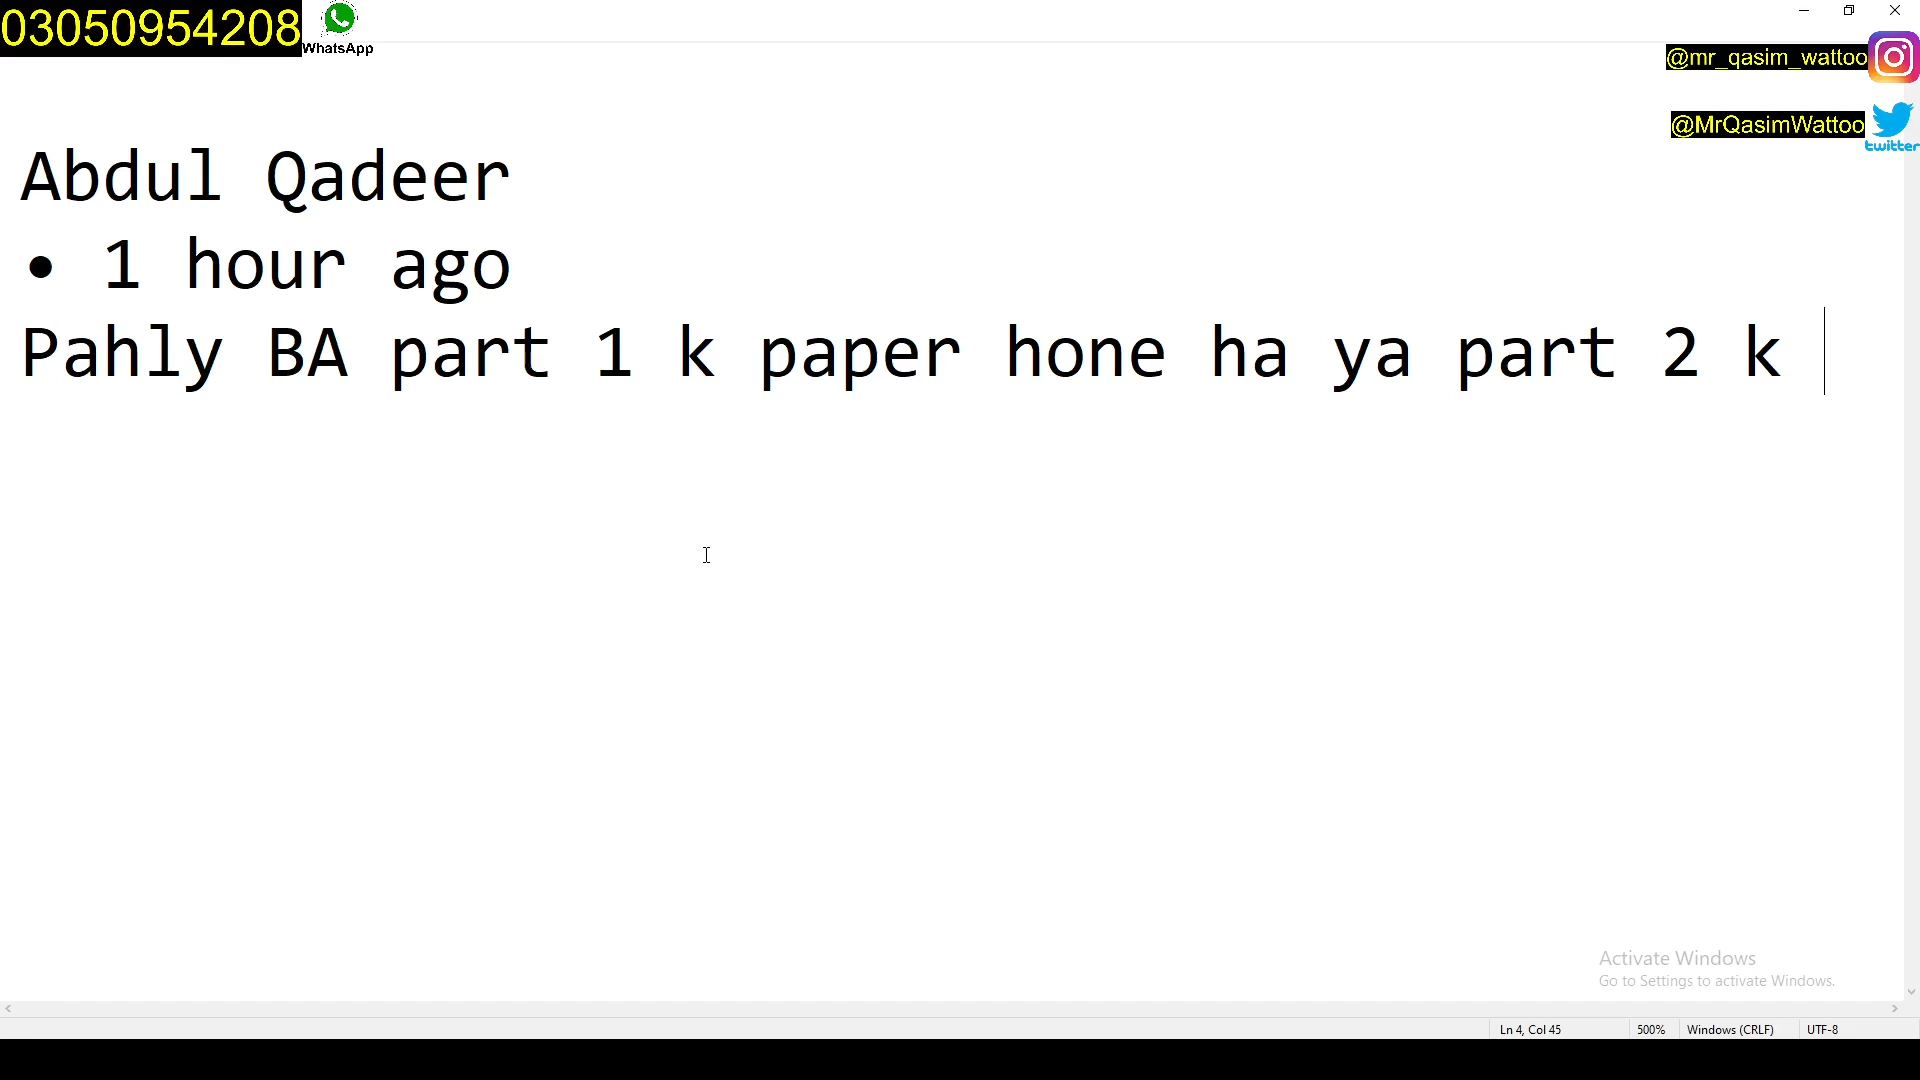 03050954208
WhatsApp
@mr_qasim_wattoo
@MrQasimWattoo
twitter
Abdul Qadeer
• 1 hour ago
Pahly BA part 1 k paper hone ha ya part 2 k
Activate Windows
Go to Settings to activate Windows.
Ln 4, Col 45 500% Windows (CRLF) UTF-8